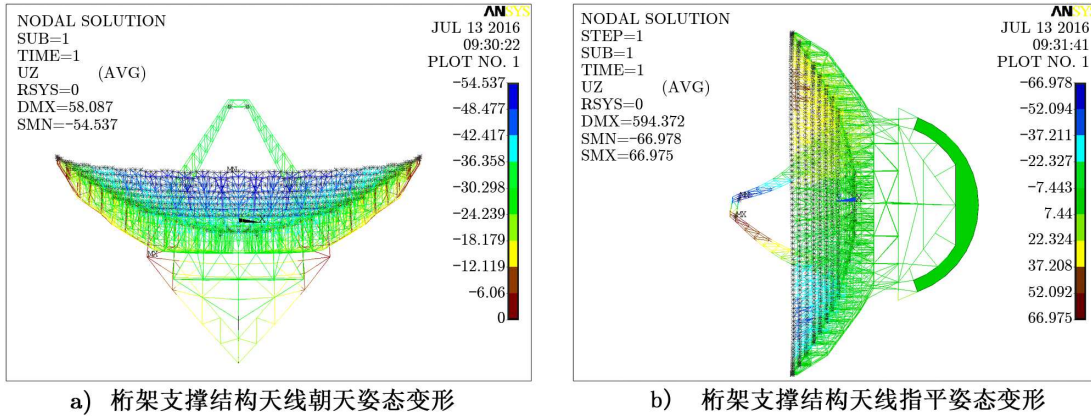 ANSYS
NODAL SOLUTION
SUB=1
TIME=1
UZ (AVG)
RSYS=0
DMX=58.087
SMN=−54.537
JUL 13 2016
09:30:22
PLOT NO. 1
−54.537
−48.477
−42.417
−36.358
−30.298
−24.239
−18.179
−12.119
−6.06
0
MN
X
a) 桁架支撑结构天线朝天姿态变形
ANSYS
NODAL SOLUTION
STEP=1
SUB=1
TIME=1
UZ (AVG)
RSYS=0
DMX=594.372
SMN=−66.978
SMX=66.975
JUL 13 2016
09:31:41
PLOT NO. 1
−66.978
−52.094
−37.211
−22.327
−7.443
7.44
22.324
37.208
52.092
66.975
MX
b) 桁架支撑结构天线指平姿态变形